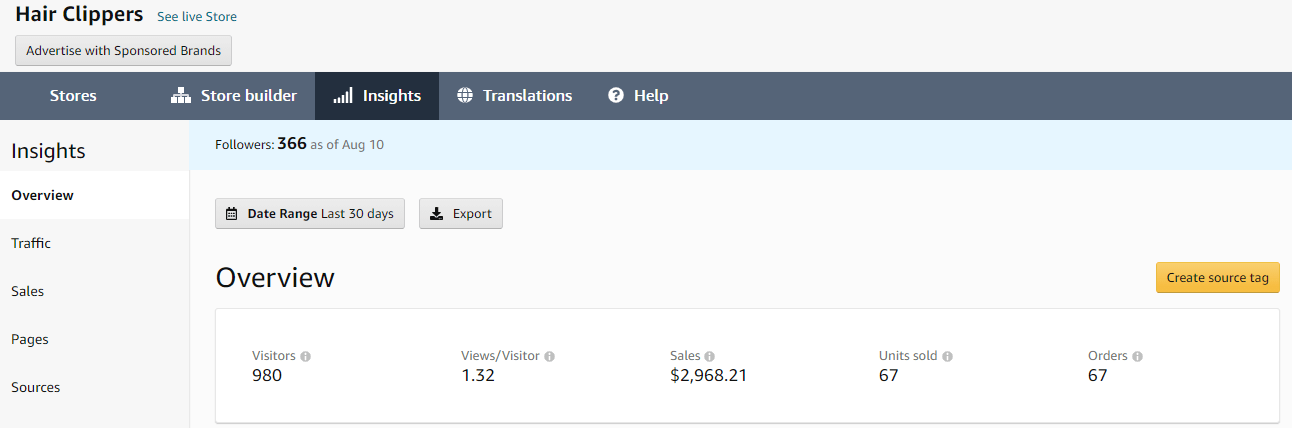 Hair Clippers See live Store
Advertise with Sponsored Brands
Stores Store builder Insights Translations Help
Insights
Overview
Traffic
Sales
Pages
Sources
Followers: 366 as of Aug 10
Date Range Last 30 days Export
Overview Create source tag
Visitors Views/Visitor Sales Units sold Orders
980 1.32 $2,968.21 67 67